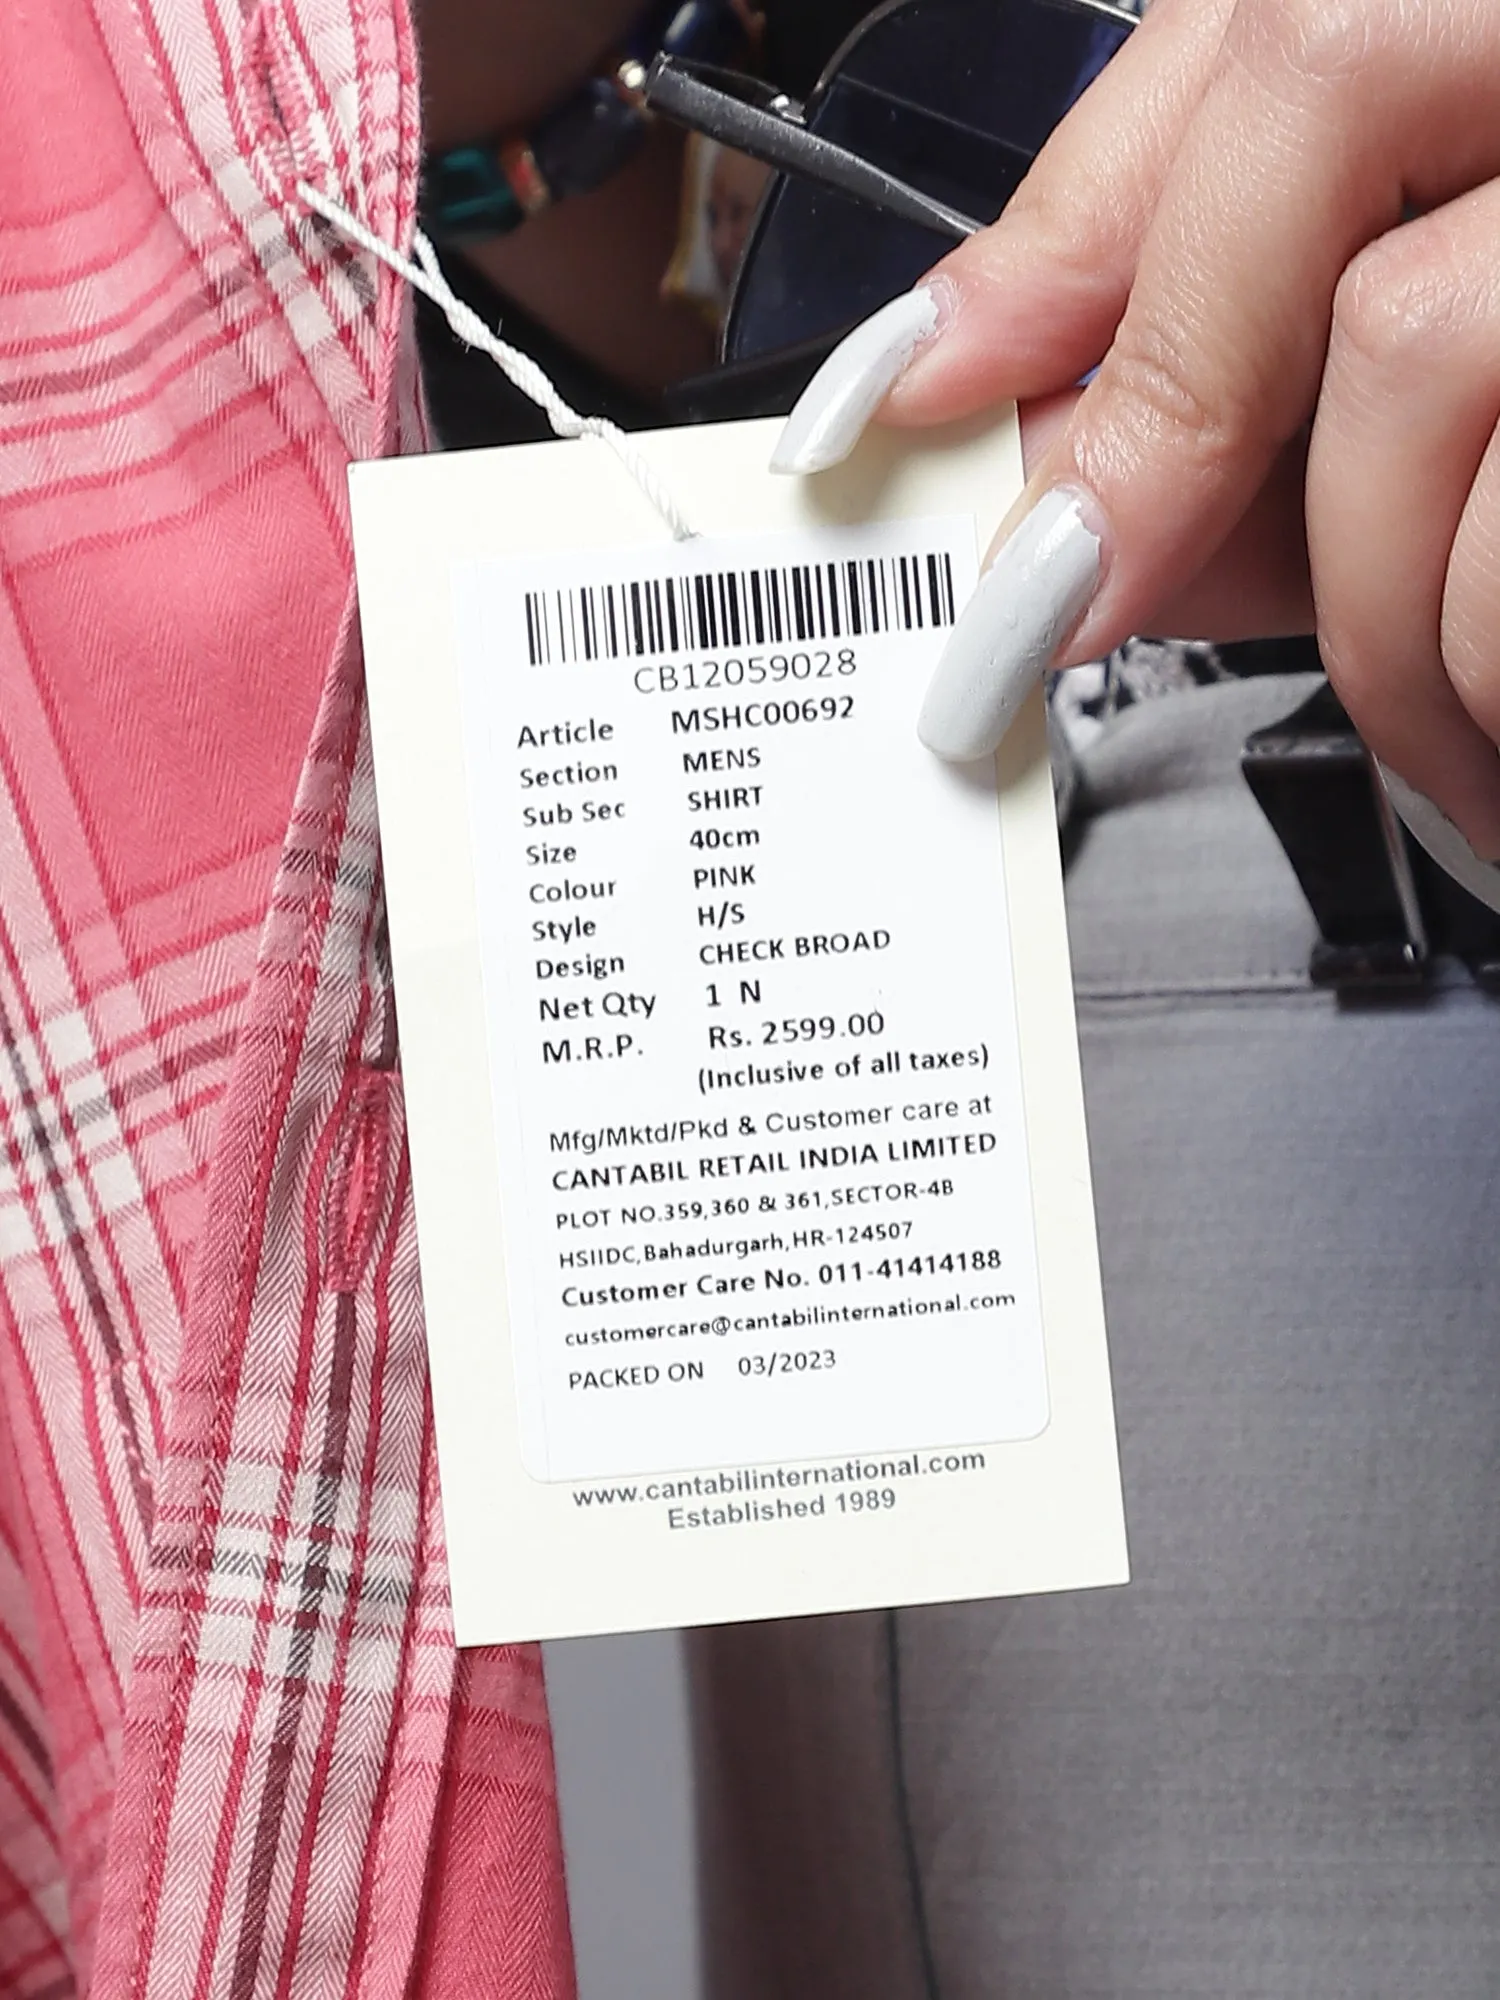 CB12059028
Article MSHC00692
Section MENS
Sub Sec SHIRT
Size 40cm
Colour PINK
Style H/S
Design CHECK BROAD
Net Qty 1 N
M.R.P. Rs. 2599.00
(Inclusive of all taxes)
Mfg/Mktd/Pkd & Customer care at
CANTABIL RETAIL INDIA LIMITED
PLOT NO.359,360 & 361,SECTOR-4B
HSIIDC,Bahadurgarh,HR-124507
Customer Care No. 011-41414188
customercare@cantabilinternational.com
PACKED ON 03/2023
www.cantabilinternational.com
Established 1989